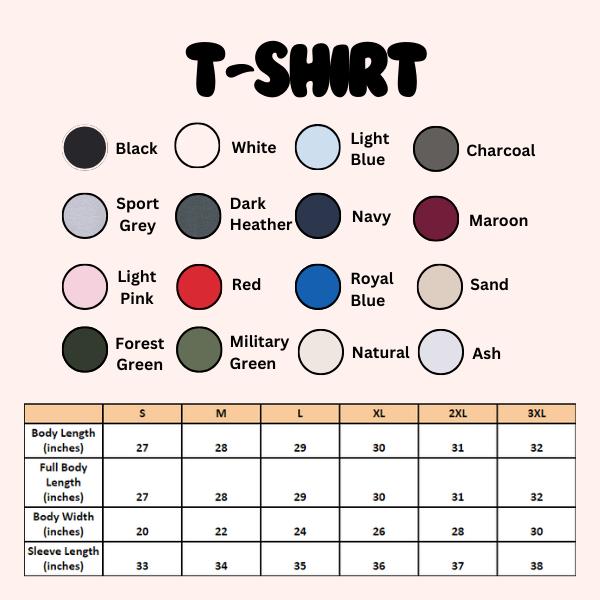 T-SHIRT
Black
White
Light
Blue
Charcoal
Sport
Grey
Dark
Heather
Navy
Maroon
Light
Pink
Red
Royal
Blue
Sand
Forest
Green
Military
Green
Natural
Ash
S M L XL 2XL 3XL
Body Length
(inches) 27 28 29 30 31 32
Full Body
Length
(inches) 27 28 29 30 31 32
Body Width
(inches) 20 22 24 26 28 30
Sleeve Length
(inches) 33 34 35 36 37 38